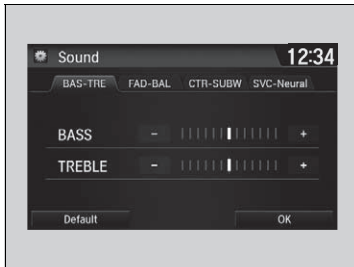 Sound 12:34
BAS-TRE FAD-BAL CTR-SUBW SVC-Neural
BASS - +
TREBLE - +
Default OK